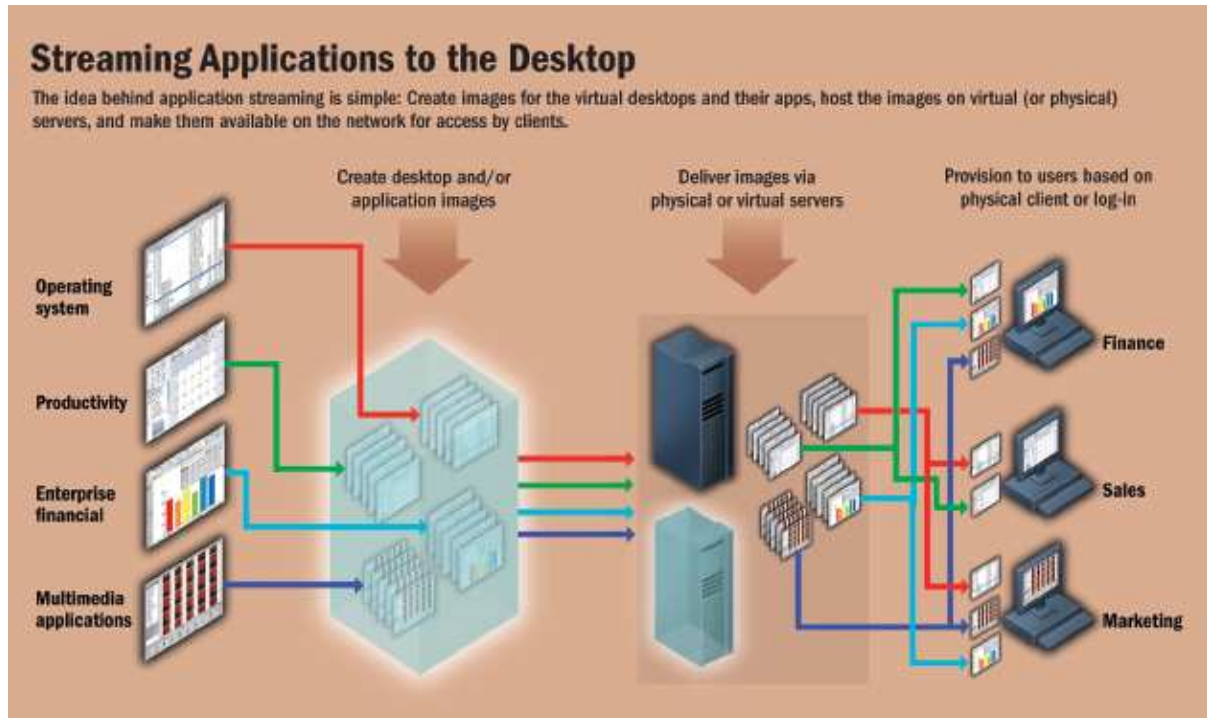 Streaming Applications to the Desktop
The idea behind application streaming is simple: Create images for the virtual desktops and their apps, host the images on virtual (or physical)
servers, and make them available on the network for access by clients.
Create desktop and/or
application images
Deliver images via
physical or virtual servers
Provision to users based on
physical client or log-in
Operating
system
Productivity
Enterprise
financial
Multimedia
applications
Finance
Sales
Marketing